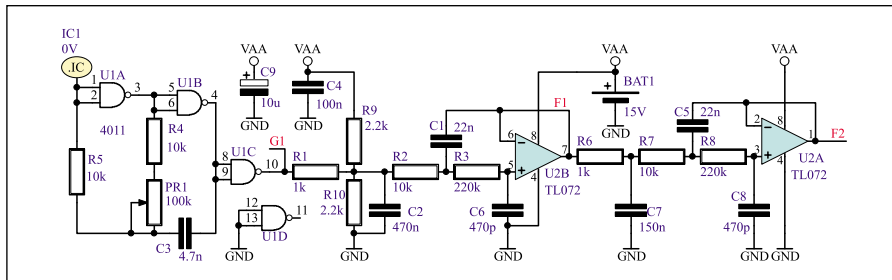 IC1
0V
.IC
U1A
1
2
3
4011
U1B
5
6
4
R4
10k
R5
10k
PR1
100k
C3
4.7n
VAA
C9
10u
GND
VAA
C4
100n
GND
R9
2.2k
G1
U1C
8
9
10
R1
1k
R10
2.2k
GND
12
13
11
U1D
GND
C2
470n
R2
10k
C1
22n
R3
220k
C6
470p
GND
F1
6
5
8
7
4
U2B
TL072
VAA
BAT1
15V
GND
R6
1k
R7
10k
C7
150n
GND
C5
22n
R8
220k
C8
470p
GND
VAA
2
3
8
1
4
U2A
TL072
GND
F2